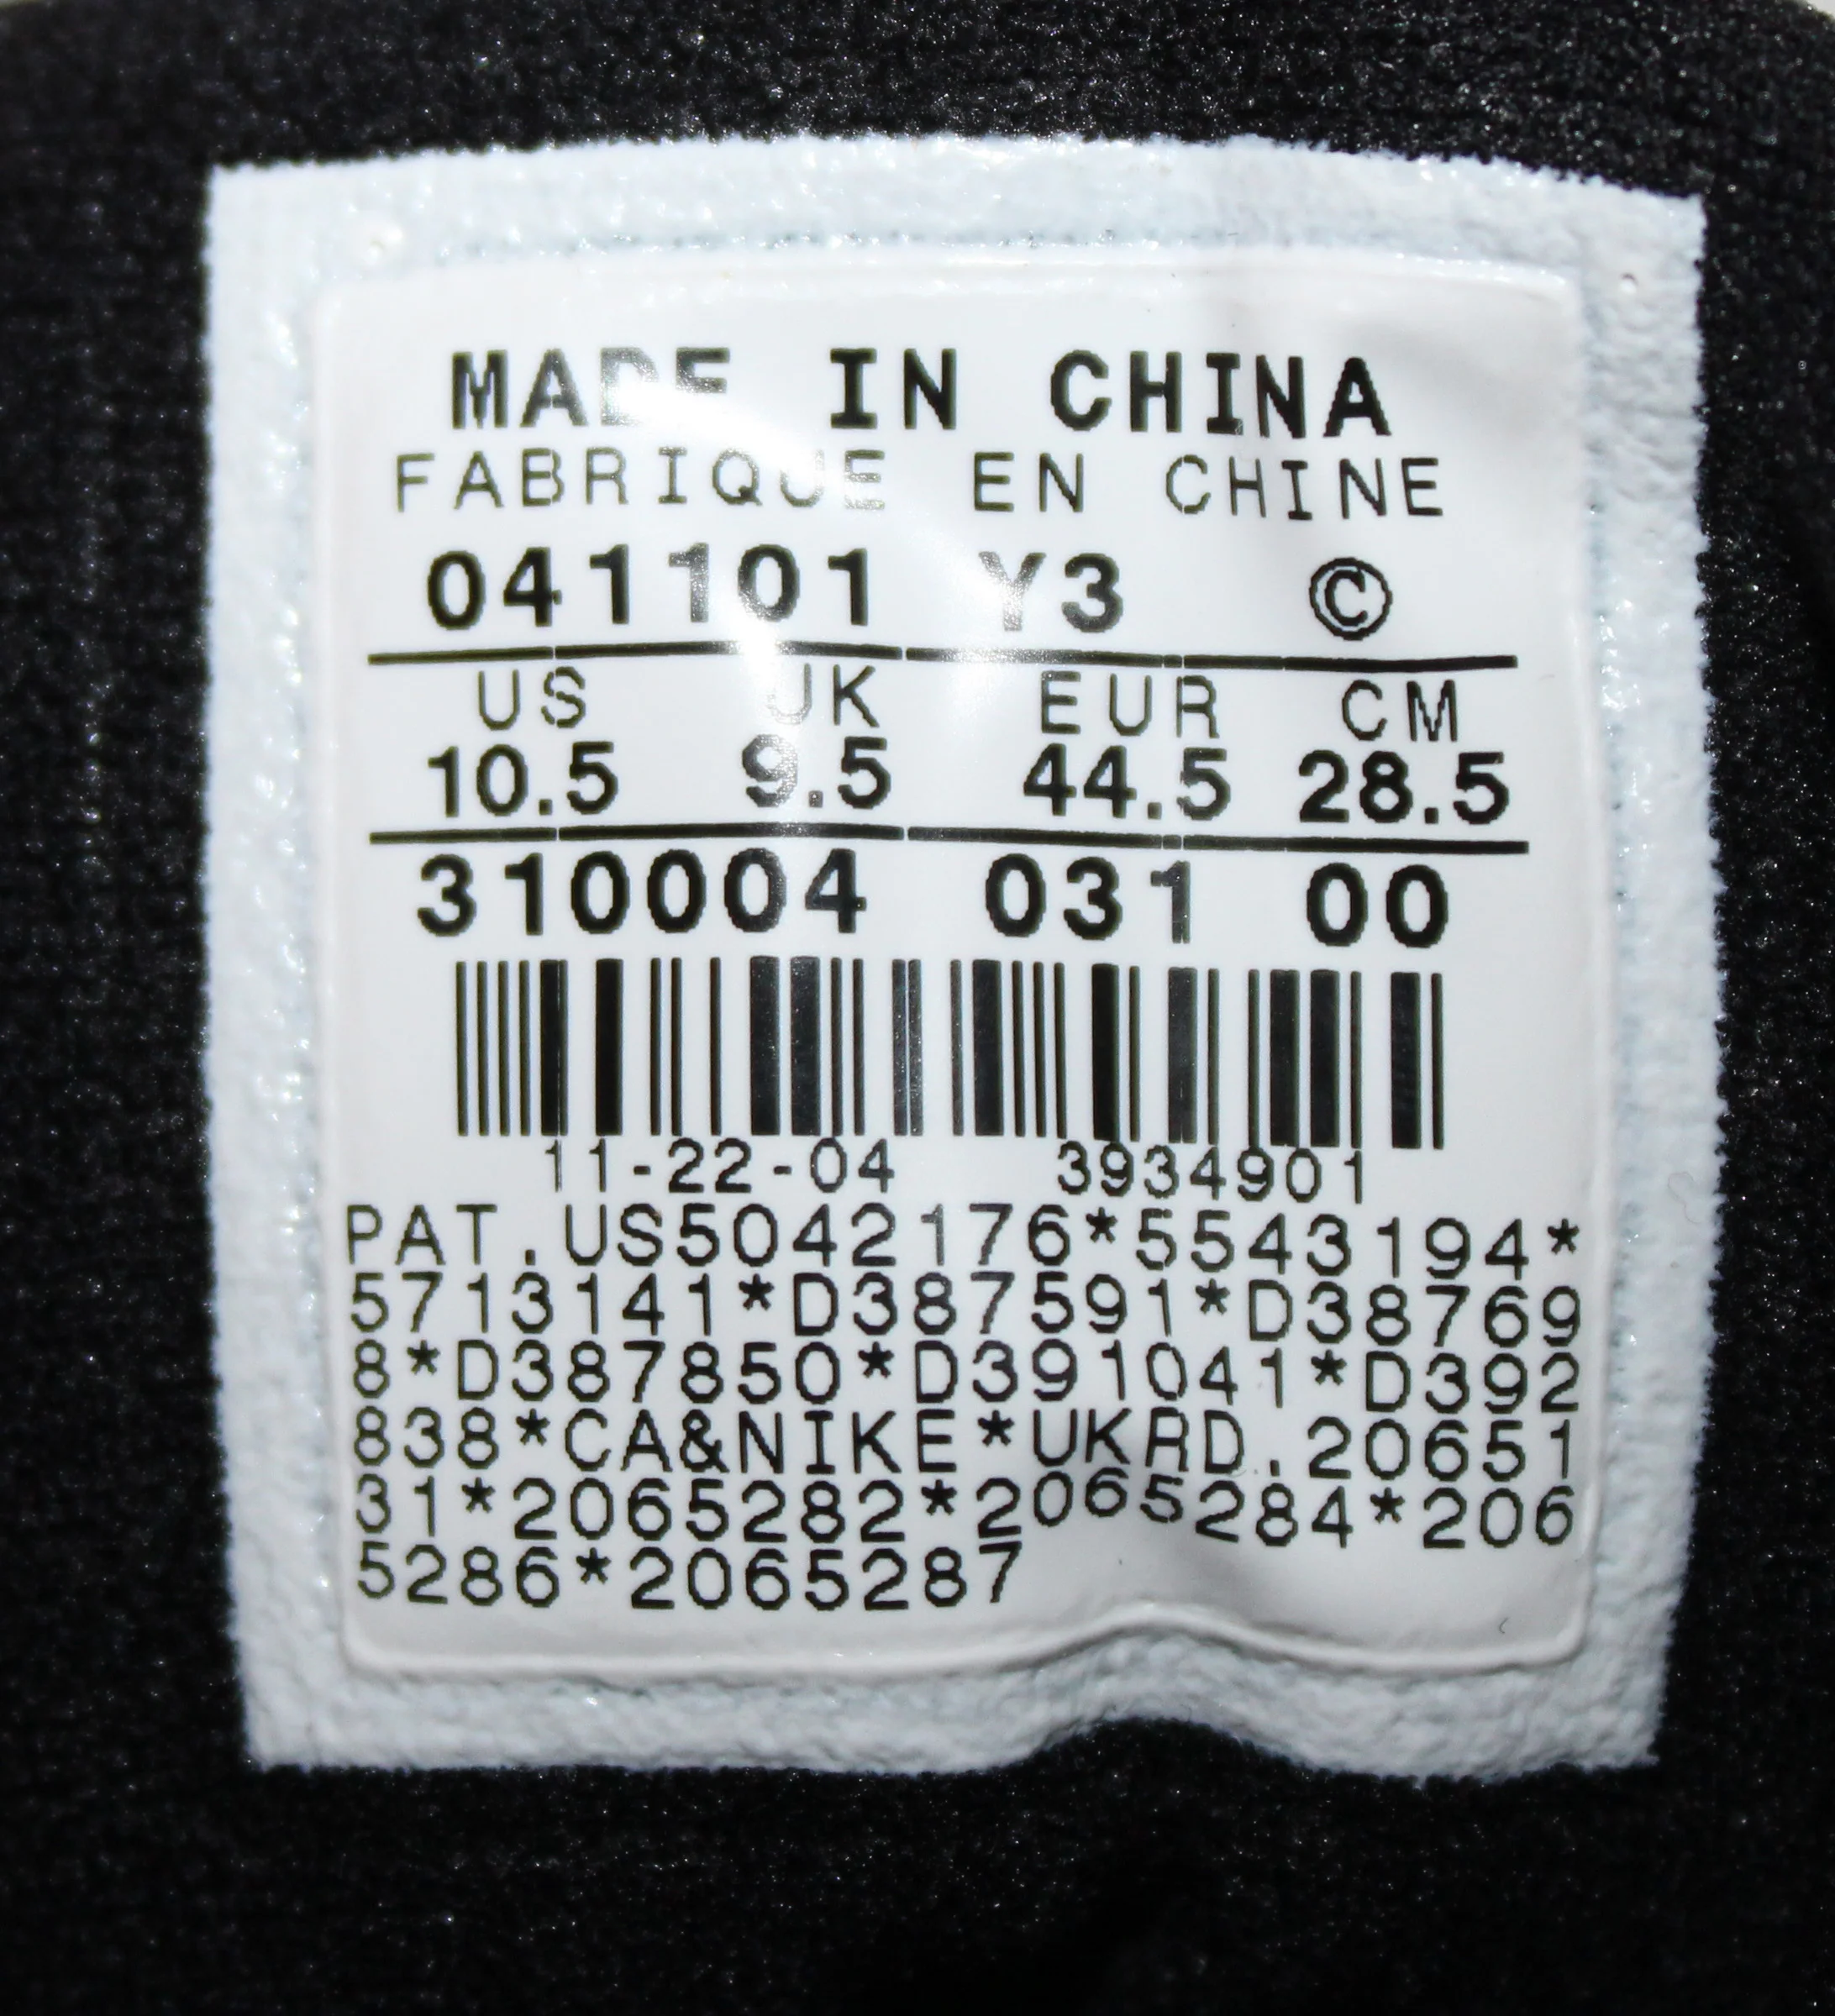 MADE IN CHINA
FABRIQUE EN CHINE
041101 Y3 ©
US UK EUR CM
10.5 9.5 44.5 28.5
310004 031 00
11-22-04 3934901
PAT.US5042176*5543194*
5713141*D387591*D38769
8*D387850*D391041*D392
838*CA&NIKE*UKRD.20651
31*2065282*2065284*206
5286*2065287